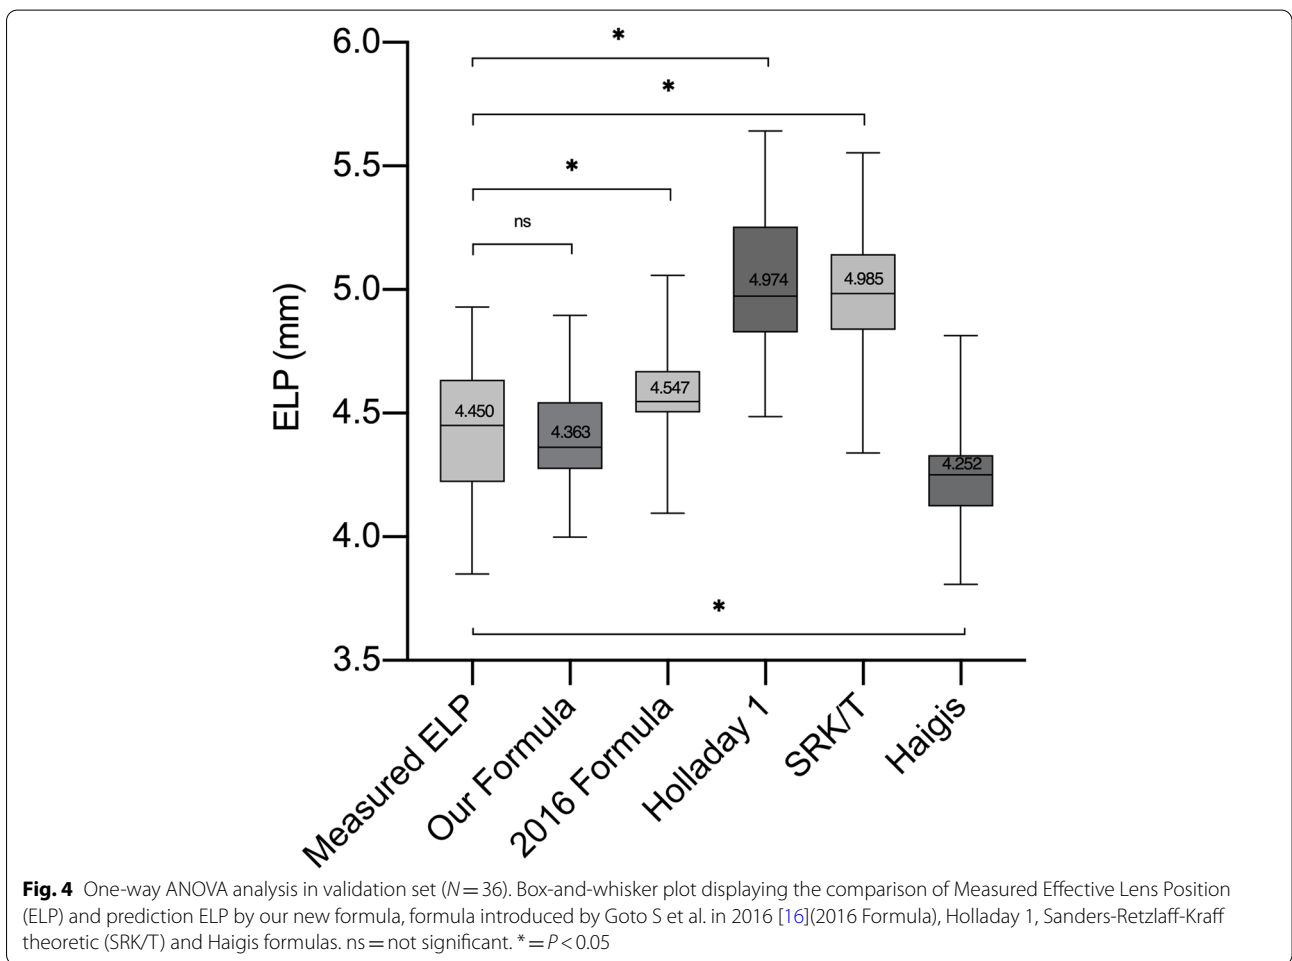 6.0
5.5
5.0
4.5
4.0
3.5
ELP (mm)
*
*
*
ns
4.450
4.363
4.547
4.974
4.985
4.252
*
Measured ELP
Our Formula
2016 Formula
Holladay 1
SRK/T
Haigis
Fig. 4 One-way ANOVA analysis in validation set (N = 36). Box-and-whisker plot displaying the comparison of Measured Effective Lens Position
(ELP) and prediction ELP by our new formula, formula introduced by Goto S et al. in 2016 [16](2016 Formula), Holladay 1, Sanders-Retzlaff-Kraff
theoretic (SRK/T) and Haigis formulas. ns = not significant. * = P < 0.05